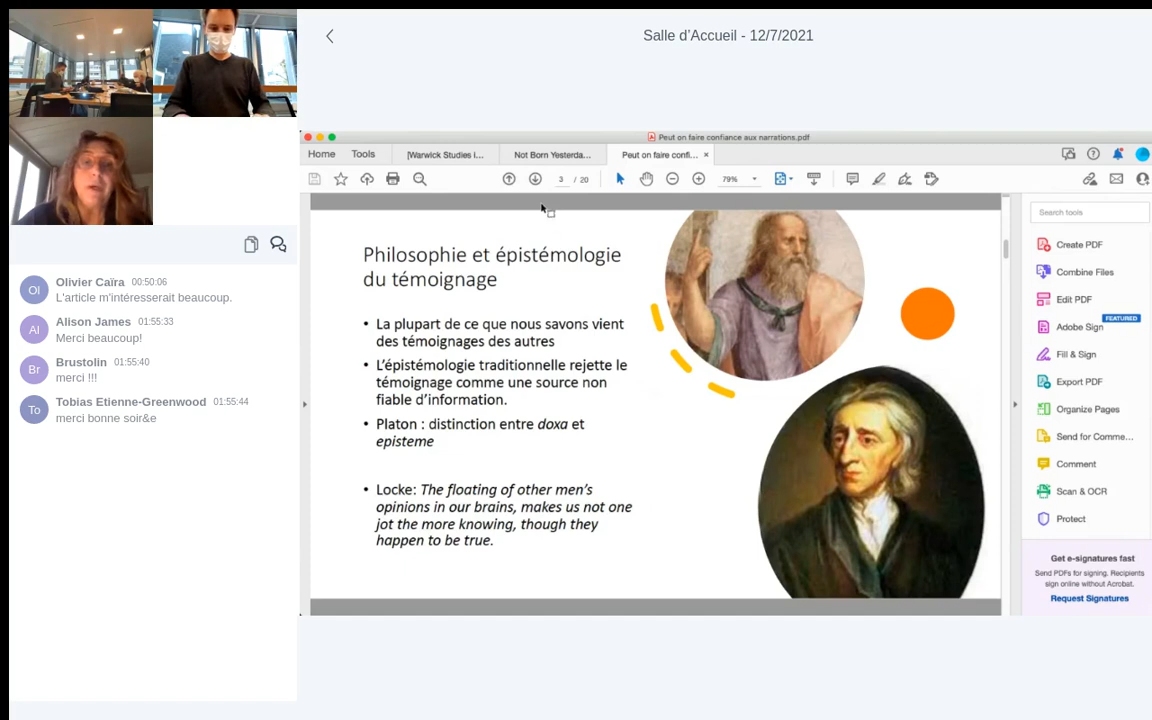 Salle d'Accueil - 12/7/2021
Peut on faire confiance aux narrations.pdf
Home Tools [Warwick Studies i... Not Born Yesterda... Peut on faire confi... ×
3 / 20 79%
Philosophie et épistémologie
du témoignage
• La plupart de ce que nous savons vient
des témoignages des autres
• L'épistémologie traditionnelle rejette le
témoignage comme une source non
fiable d'information.
• Platon : distinction entre doxa et
episteme
• Locke: The floating of other men's
opinions in our brains, makes us not one
jot the more knowing, though they
happen to be true.
Search tools
Create PDF
Combine Files
Edit PDF
FEATURED
Adobe Sign
Fill & Sign
Export PDF
Organize Pages
Send for Comme...
Comment
Scan & OCR
Protect
Get e-signatures fast
Send PDFs for signing. Recipients
sign online without Acrobat.
Request Signatures
Ol
Olivier Caïra 00:50:06
L'article m'intéresserait beaucoup.
Al
Alison James 01:55:33
Merci beaucoup!
Br
Brustolin 01:55:40
merci !!!
To
Tobias Etienne-Greenwood 01:55:44
merci bonne soir&e